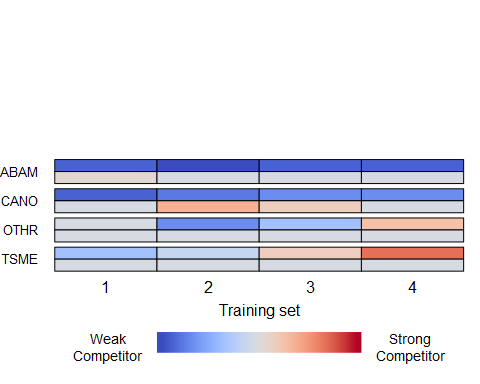 ABAM
CANO
OTHR
TSME
1 2 3 4
Training set
Weak Competitor
Strong Competitor